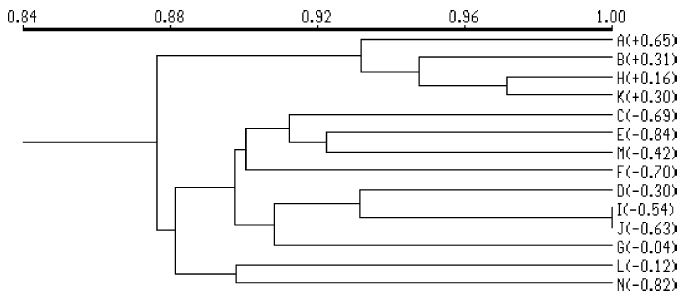 0.84 0.88 0.92 0.96 1.00
A(+0.65)
B(+0.31)
H(+0.16)
K(+0.30)
C(-0.69)
E(-0.84)
M(-0.42)
F(-0.70)
D(-0.30)
I(-0.54)
J(-0.63)
G(-0.04)
L(-0.12)
N(-0.82)